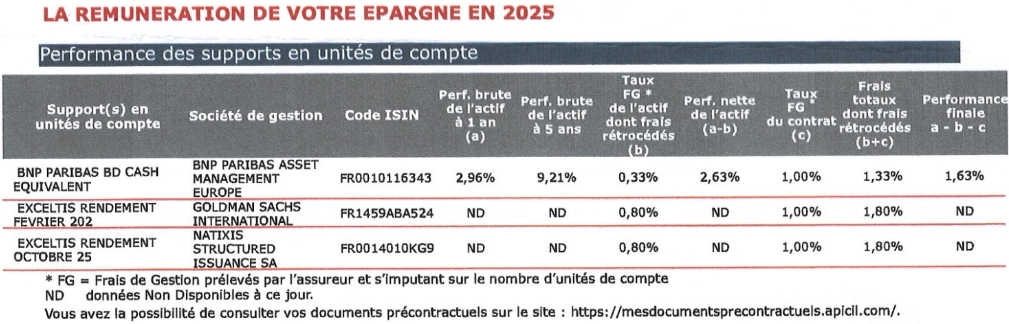 LA REMUNERATION DE VOTRE EPARGNE EN 2025
Performance des supports en unités de compte
Support(s) en
unités de compte
Société de gestion
Code ISIN
Perf. brute
de l'actif
à 1 an
(a)
Perf. brute
de l'actif
à 5 ans
Taux
FG *
de l'actif
dont frais
rétrocédés
(b)
Perf. nette
de l'actif
(a-b)
Taux
FG *
du contrat
(c)
Frais
totaux
dont frais
rétrocédés
(b+c)
Performance
finale
a - b - c
BNP PARIBAS BD CASH
EQUIVALENT
BNP PARIBAS ASSET
MANAGEMENT
EUROPE
FR0010116343 2,96% 9,21% 0,33% 2,63% 1,00% 1,33% 1,63%
EXCELTIS RENDEMENT
FEVRIER 202
GOLDMAN SACHS
INTERNATIONAL
FR1459ABA524 ND ND 0,80% ND 1,00% 1,80% ND
EXCELTIS RENDEMENT
OCTOBRE 25
NATIXIS
STRUCTURED
ISSUANCE SA
FR0014010KG9 ND ND 0,80% ND 1,00% 1,80% ND
* FG = Frais de Gestion prélevés par l'assureur et s'imputant sur le nombre d'unités de compte
ND données Non Disponibles à ce jour.
Vous avez la possibilité de consulter vos documents précontractuels sur le site : https://mesdocumentsprecontractuels.apicil.com/.